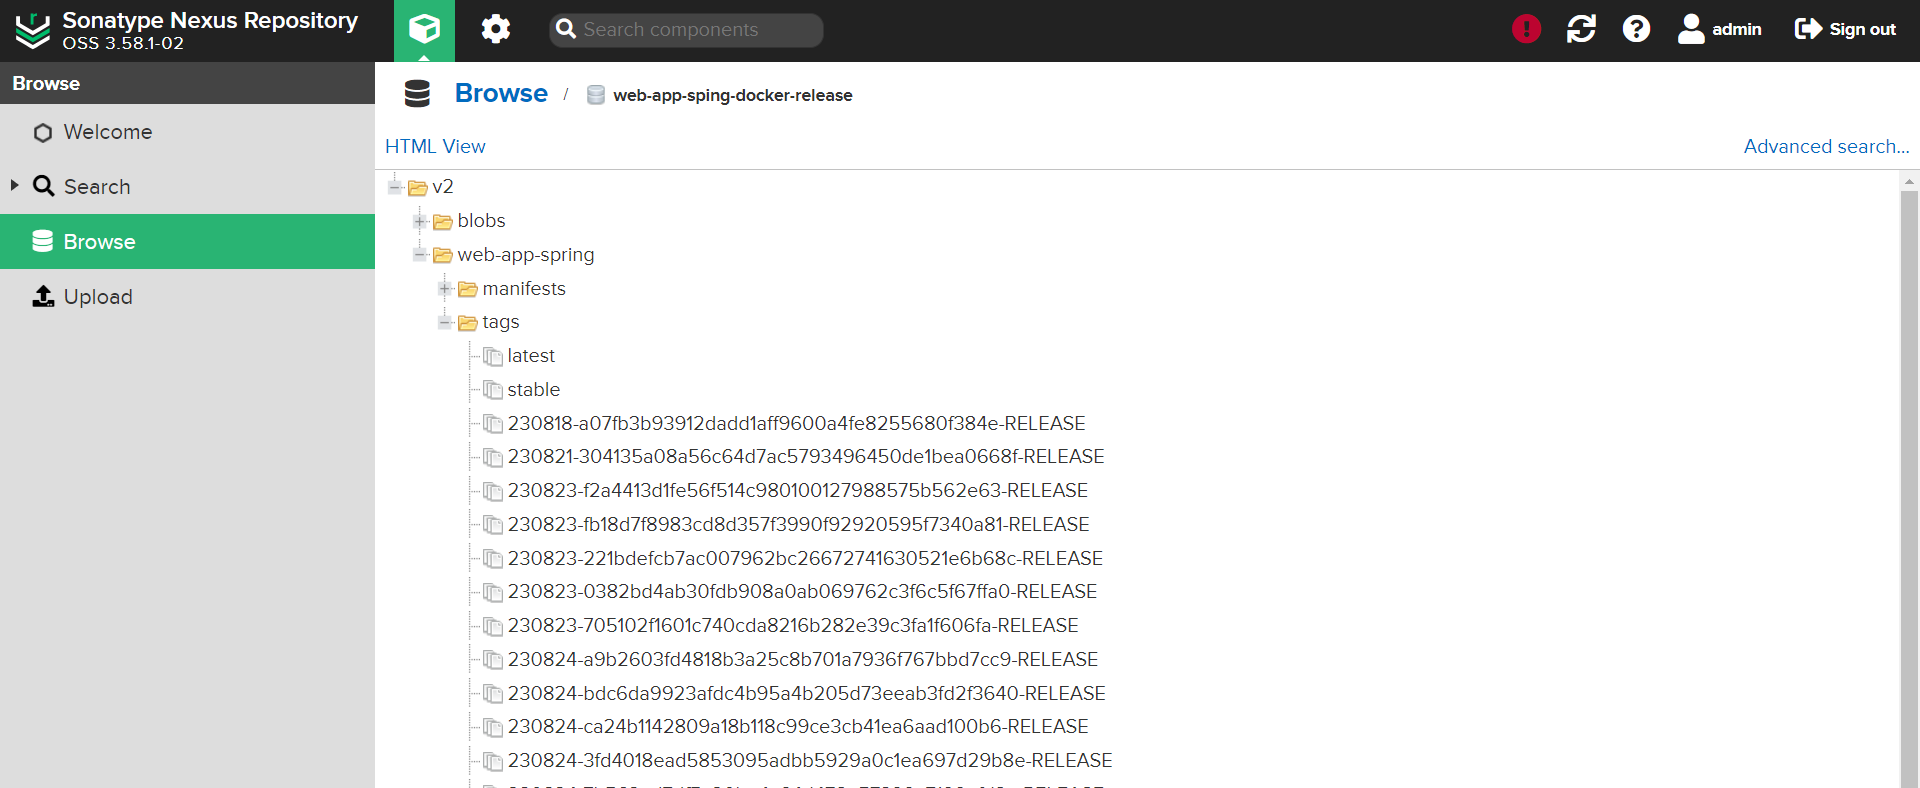 Sonatype Nexus Repository
OSS 3.58.1-02
Search components
admin
Sign out
Browse
Welcome
Search
Browse
Upload
Browse / web-app-sping-docker-release
HTML View
Advanced search...
v2
blobs
web-app-spring
manifests
tags
latest
stable
230818-a07fb3b93912dadd1aff9600a4fe8255680f384e-RELEASE
230821-304135a08a56c64d7ac5793496450de1bea0668f-RELEASE
230823-f2a4413d1fe56f514c980100127988575b562e63-RELEASE
230823-fb18d7f8983cd8d357f3990f92920595f7340a81-RELEASE
230823-221bdefcb7ac007962bc26672741630521e6b68c-RELEASE
230823-0382bd4ab30fdb908a0ab069762c3f6c5f67ffa0-RELEASE
230823-705102f1601c740cda8216b282e39c3fa1f606fa-RELEASE
230824-a9b2603fd4818b3a25c8b701a7936f767bbd7cc9-RELEASE
230824-bdc6da9923afdc4b95a4b205d73eeab3fd2f3640-RELEASE
230824-ca24b1142809a18b118c99ce3cb41ea6aad100b6-RELEASE
230824-3fd4018ead5853095adbb5929a0c1ea697d29b8e-RELEASE